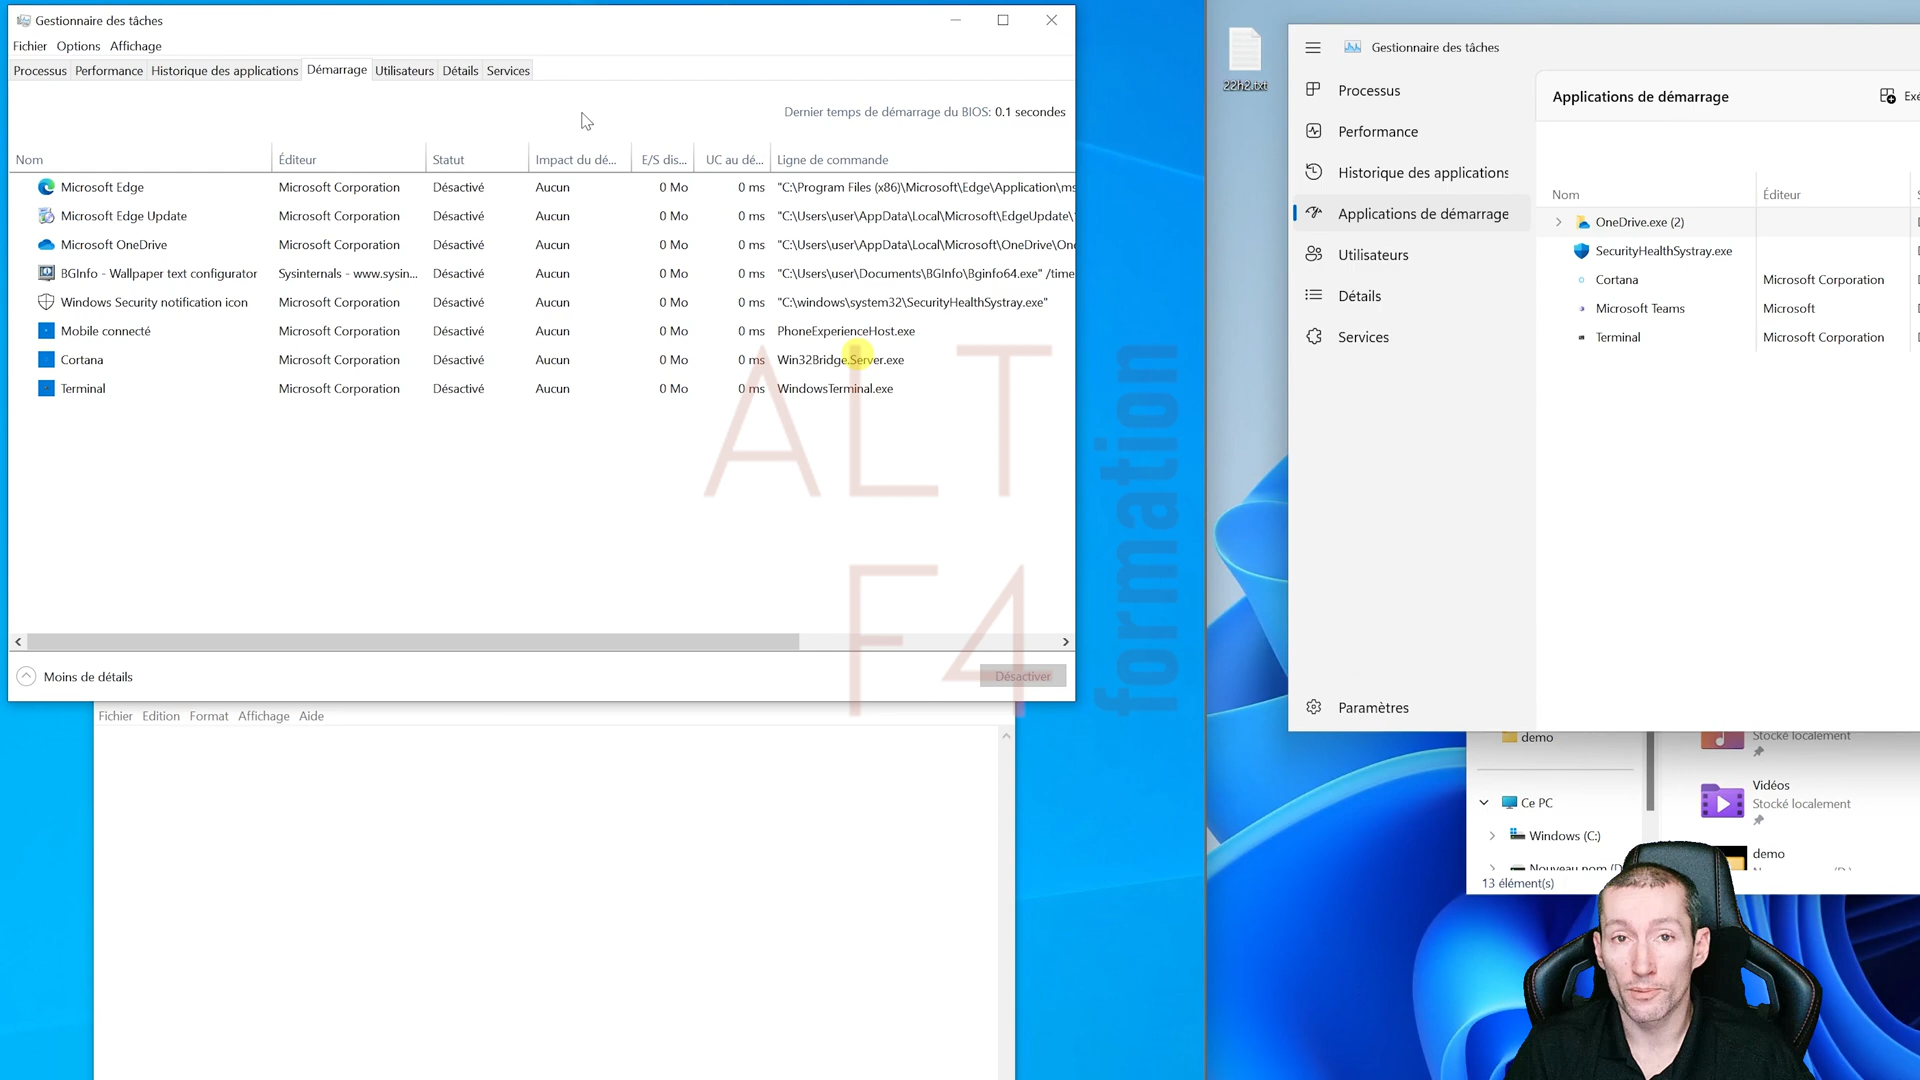 Gestionnaire des tâches
Fichier Options Affichage
Processus Performance Historique des applications Démarrage Utilisateurs Détails Services
Dernier temps de démarrage du BIOS: 0.1 secondes
Nom Éditeur Statut Impact du dé... E/S dis... UC au dé... Ligne de commande
Microsoft Edge Microsoft Corporation Désactivé Aucun 0 Mo 0 ms "C:\Program Files (x86)\Microsoft\Edge\Application\ms
Microsoft Edge Update Microsoft Corporation Désactivé Aucun 0 Mo 0 ms "C:\Users\user\AppData\Local\Microsoft\EdgeUpdate\
Microsoft OneDrive Microsoft Corporation Désactivé Aucun 0 Mo 0 ms "C:\Users\user\AppData\Local\Microsoft\OneDrive\One
BGInfo - Wallpaper text configurator Sysinternals - www.sysin... Désactivé Aucun 0 Mo 0 ms "C:\Users\user\Documents\BGInfo\Bginfo64.exe" /time
Windows Security notification icon Microsoft Corporation Désactivé Aucun 0 Mo 0 ms "C:\windows\system32\SecurityHealthSystray.exe"
Mobile connecté Microsoft Corporation Désactivé Aucun 0 Mo 0 ms PhoneExperienceHost.exe
Cortana Microsoft Corporation Désactivé Aucun 0 Mo 0 ms Win32Bridge.Server.exe
Terminal Microsoft Corporation Désactivé Aucun 0 Mo 0 ms WindowsTerminal.exe
ALT
F4
formation
Moins de détails
Désactiver
Fichier Edition Format Affichage Aide
22h2.txt
Gestionnaire des tâches
Processus
Performance
Historique des applications
Applications de démarrage
Utilisateurs
Détails
Services
Paramètres
Applications de démarrage
Exé
Nom Éditeur
OneDrive.exe (2)
SecurityHealthSystray.exe
Cortana Microsoft Corporation
Microsoft Teams Microsoft
Terminal Microsoft Corporation
demo
Ce PC
Windows (C:)
Nouveau nom (D
13 élément(s)
Stocké localement
Vidéos
Stocké localement
demo